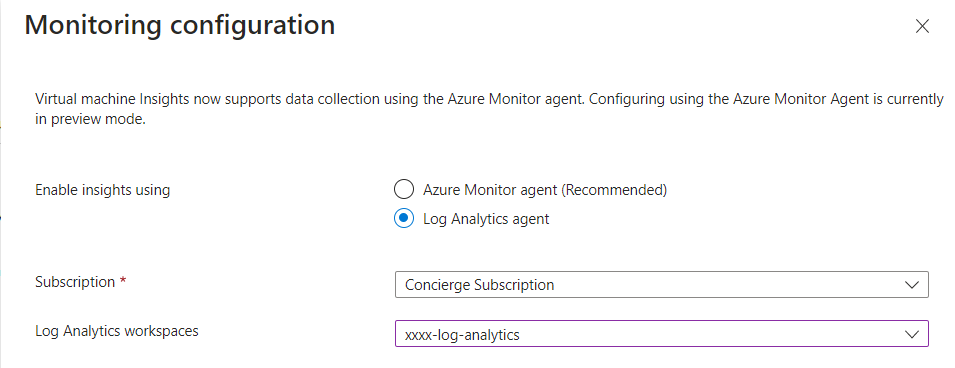 Monitoring configuration
Virtual machine Insights now supports data collection using the Azure Monitor agent. Configuring using the Azure Monitor Agent is currently
in preview mode.
Enable insights using
Azure Monitor agent (Recommended)
Log Analytics agent
Subscription *
Concierge Subscription
Log Analytics workspaces
xxxx-log-analytics